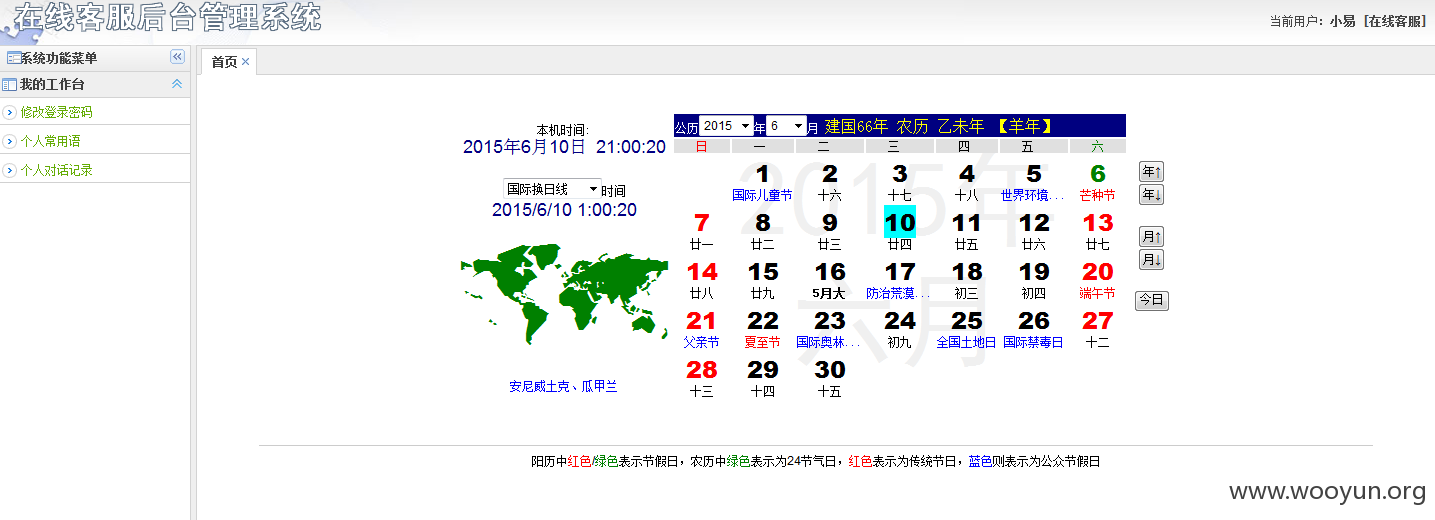 在线客服后台管理系统
当前用户：小易 [在线客服]
系统功能菜单
首页
我的工作台
修改登录密码
个人常用语
个人对话记录
本机时间:
2015年6月10日 21:00:20
国际换日线 时间
2015/6/10 1:00:20
安尼威土克、瓜甲兰
公历 2015 年 6 月 建国66年 农历 乙未年 【羊年】
日 一 二 三 四 五 六
2015年
六月
1 2 3 4 5 6
国际儿童节 十六 十七 十八 世界环境... 芒种节
7 8 9 10 11 12 13
廿一 廿二 廿三 廿四 廿五 廿六 廿七
14 15 16 17 18 19 20
廿八 廿九 5月大 防治荒漠... 初三 初四 端午节
21 22 23 24 25 26 27
父亲节 夏至节 国际奥林... 初九 全国土地日 国际禁毒日 十二
28 29 30
十三 十四 十五
年↑
年↓
月↑
月↓
今日
阳历中红色/绿色表示节假日，农历中绿色表示为24节气日，红色表示为传统节日，蓝色则表示为公众节假日
www.wooyun.org